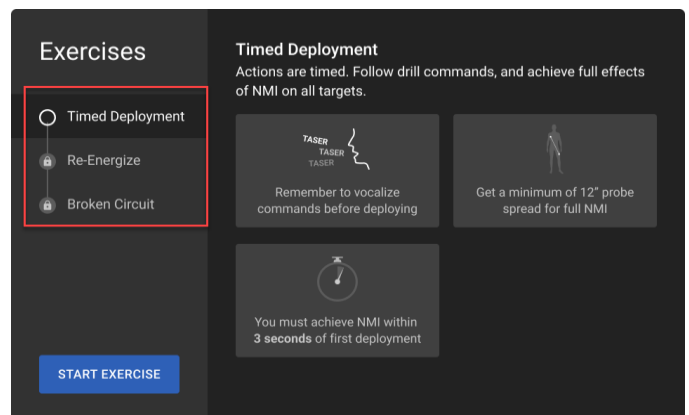 Exercises
Timed Deployment
Re-Energize
Broken Circuit
START EXERCISE
Timed Deployment
Actions are timed. Follow drill commands, and achieve full effects
of NMI on all targets.
TASER
TASER
TASER
Remember to vocalize
commands before deploying
Get a minimum of 12” probe
spread for full NMI
You must achieve NMI within
3 seconds of first deployment